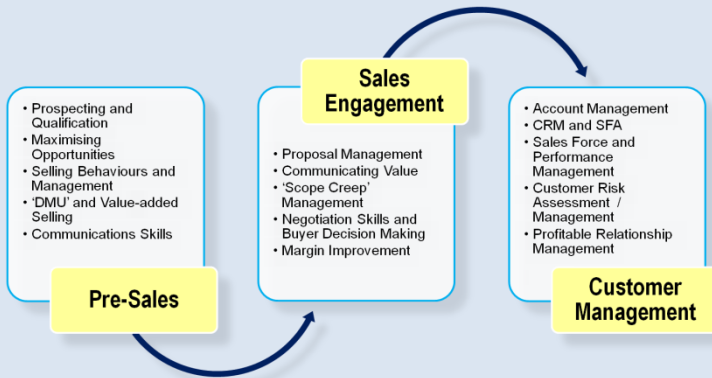 • Prospecting and
Qualification
• Maximising
Opportunities
• Selling Behaviours and
Management
• ‘DMU’ and Value-added
Selling
• Communications Skills
Pre-Sales
Sales
Engagement
• Proposal Management
• Communicating Value
• ‘Scope Creep’
Management
• Negotiation Skills and
Buyer Decision Making
• Margin Improvement
• Account Management
• CRM and SFA
• Sales Force and
Performance
Management
• Customer Risk
Assessment /
Management
• Profitable Relationship
Management
Customer
Management